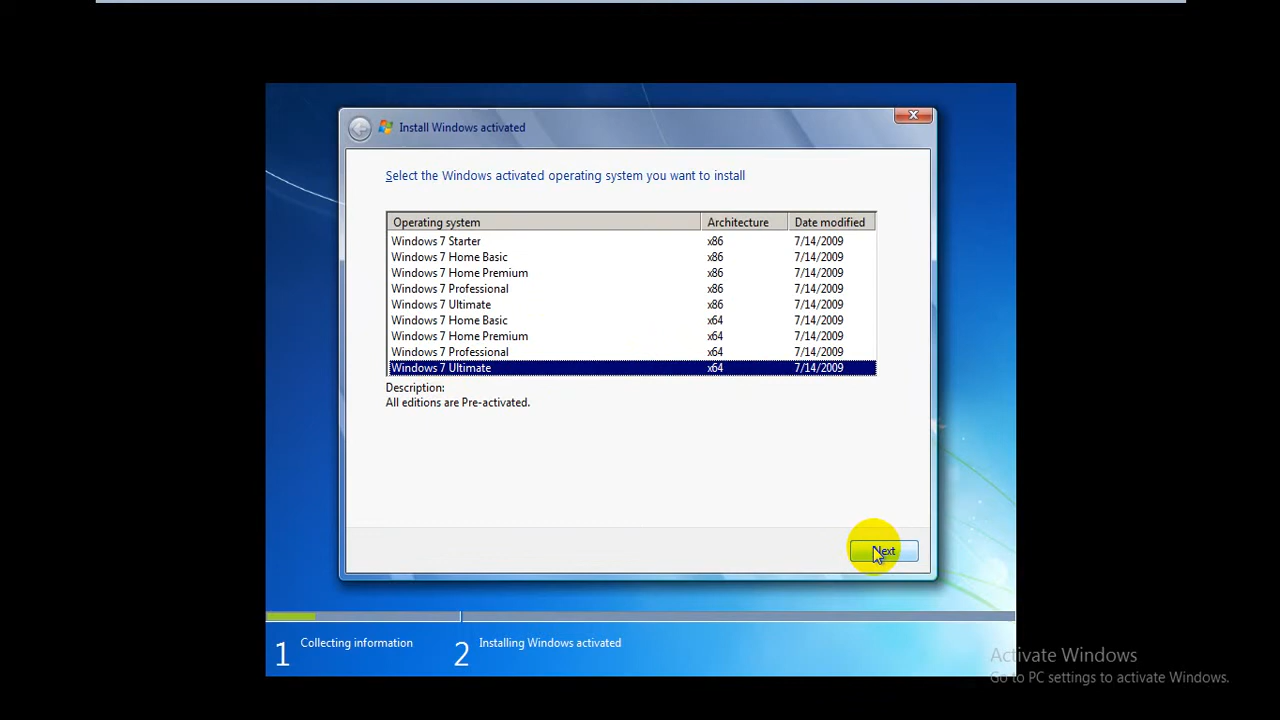 Install Windows activated
Select the Windows activated operating system you want to install
Operating system Architecture Date modified
Windows 7 Starter x86 7/14/2009
Windows 7 Home Basic x86 7/14/2009
Windows 7 Home Premium x86 7/14/2009
Windows 7 Professional x86 7/14/2009
Windows 7 Ultimate x86 7/14/2009
Windows 7 Home Basic x64 7/14/2009
Windows 7 Home Premium x64 7/14/2009
Windows 7 Professional x64 7/14/2009
Windows 7 Ultimate x64 7/14/2009
Description:
All editions are Pre-activated.
Next
1 Collecting information 2 Installing Windows activated
Activate Windows
Go to PC settings to activate Windows.